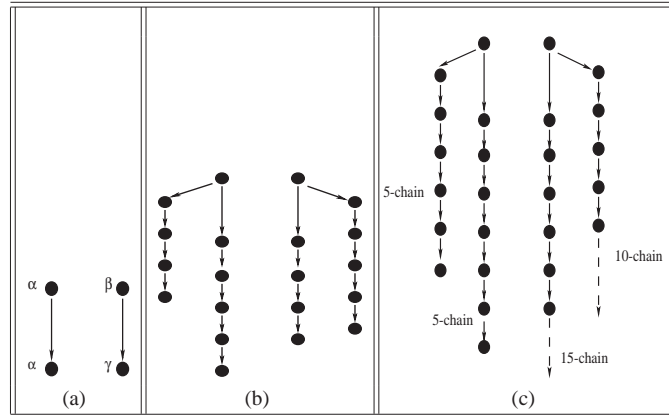 5-chain
10-chain
α β
5-chain
15-chain
α γ
(a) (b) (c)